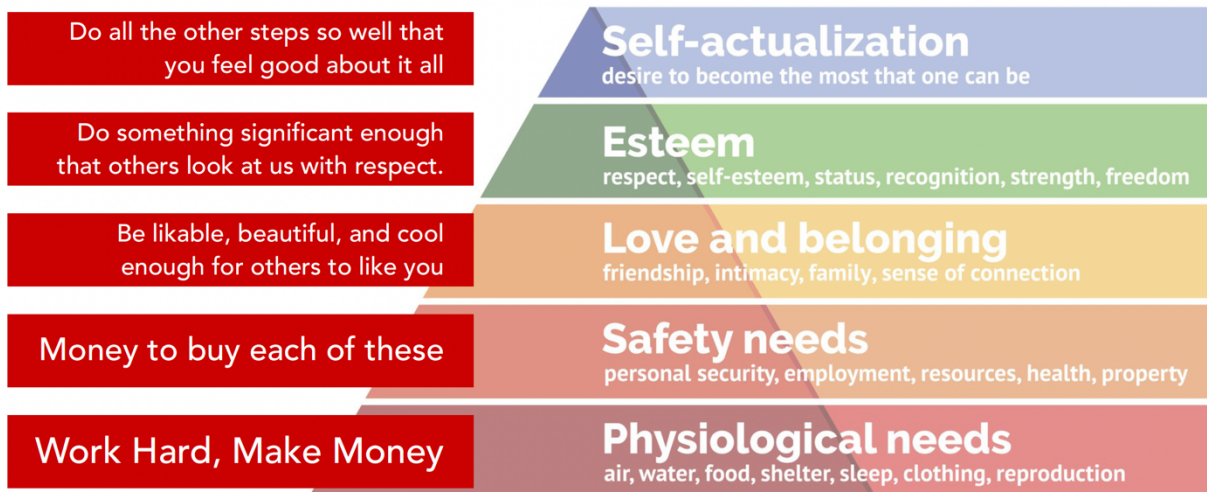 Do all the other steps so well that
you feel good about it all
Self-actualization
desire to become the most that one can be
Do something significant enough
that others look at us with respect.
Esteem
respect, self-esteem, status, recognition, strength, freedom
Be likable, beautiful, and cool
enough for others to like you
Love and belonging
friendship, intimacy, family, sense of connection
Money to buy each of these
Safety needs
personal security, employment, resources, health, property
Work Hard, Make Money
Physiological needs
air, water, food, shelter, sleep, clothing, reproduction